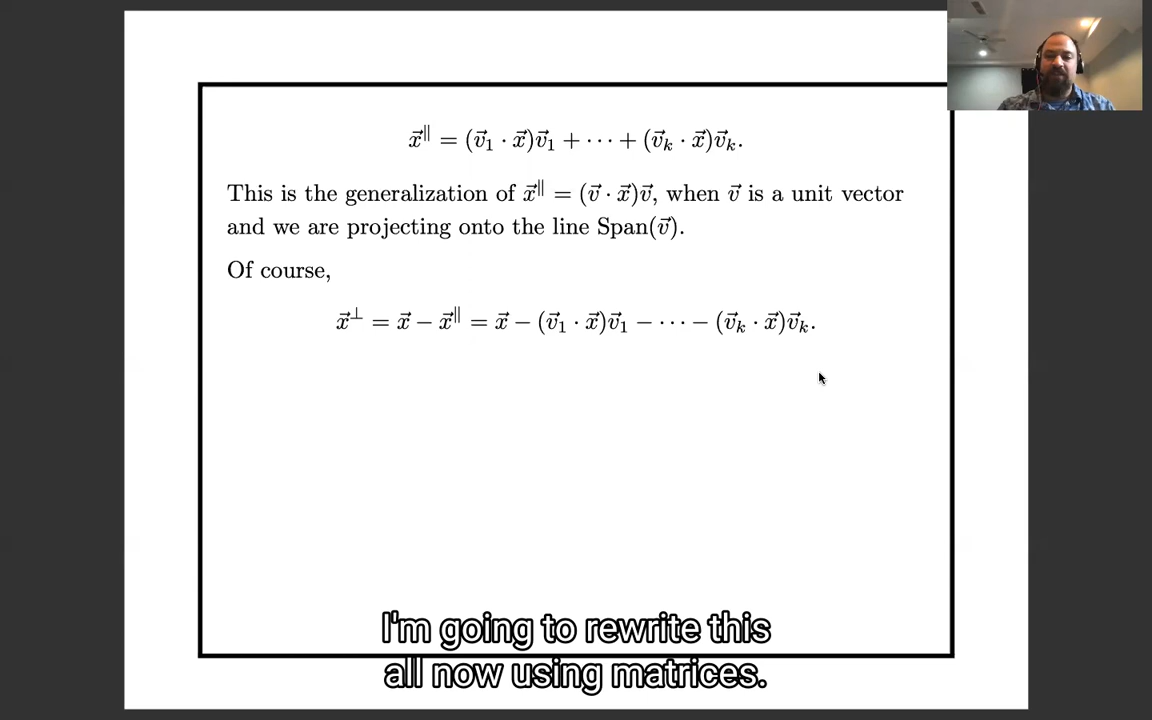 x⃗^∥ = (v⃗₁ · x⃗)v⃗₁ + ⋯ + (v⃗ₖ · x⃗)v⃗ₖ.
This is the generalization of x⃗^∥ = (v⃗ · x⃗)v⃗, when v⃗ is a unit vector
and we are projecting onto the line Span(v⃗).
Of course,
x⃗^⊥ = x⃗ − x⃗^∥ = x⃗ − (v⃗₁ · x⃗)v⃗₁ − ⋯ − (v⃗ₖ · x⃗)v⃗ₖ.
I'm going to rewrite this
all now using matrices.